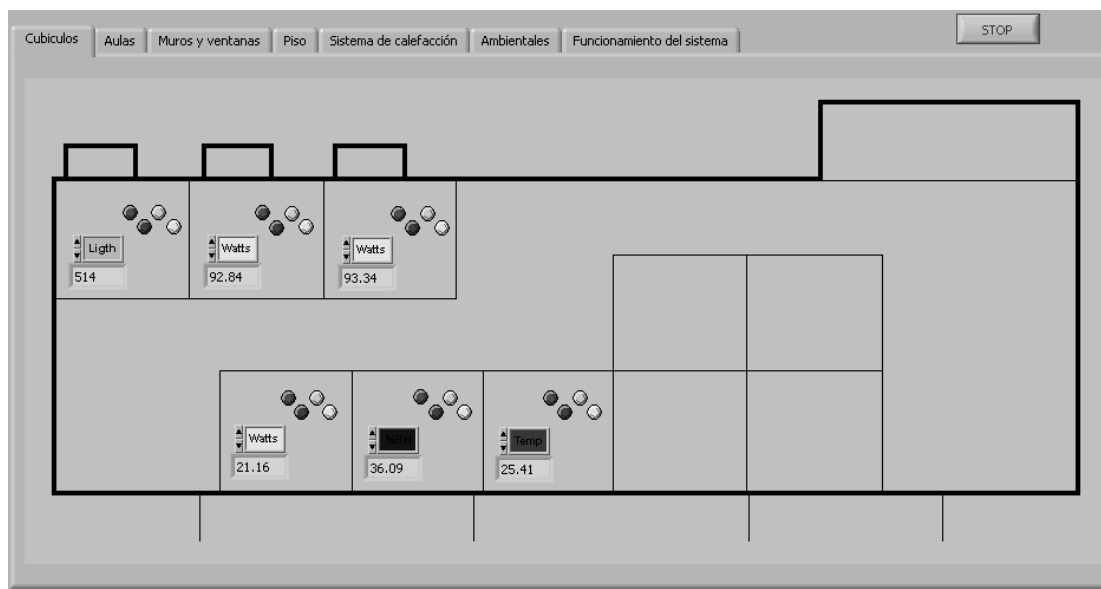 Cubiculos
Aulas
Muros y ventanas
Piso
Sistema de calefacción
Ambientales
Funcionamiento del sistema
STOP
Ligth
514
Watts
92.84
Watts
93.34
Watts
21.16
%RH
36.09
Temp
25.41